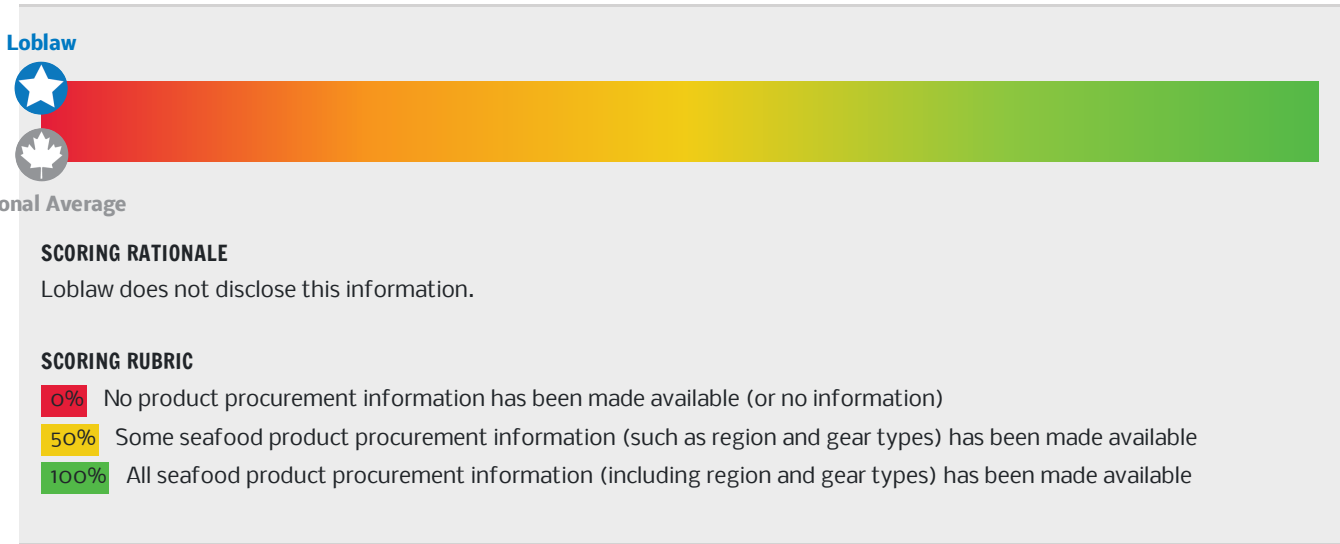 Loblaw
onal Average
SCORING RATIONALE
Loblaw does not disclose this information.
SCORING RUBRIC
0% No product procurement information has been made available (or no information)
50% Some seafood product procurement information (such as region and gear types) has been made available
100% All seafood product procurement information (including region and gear types) has been made available